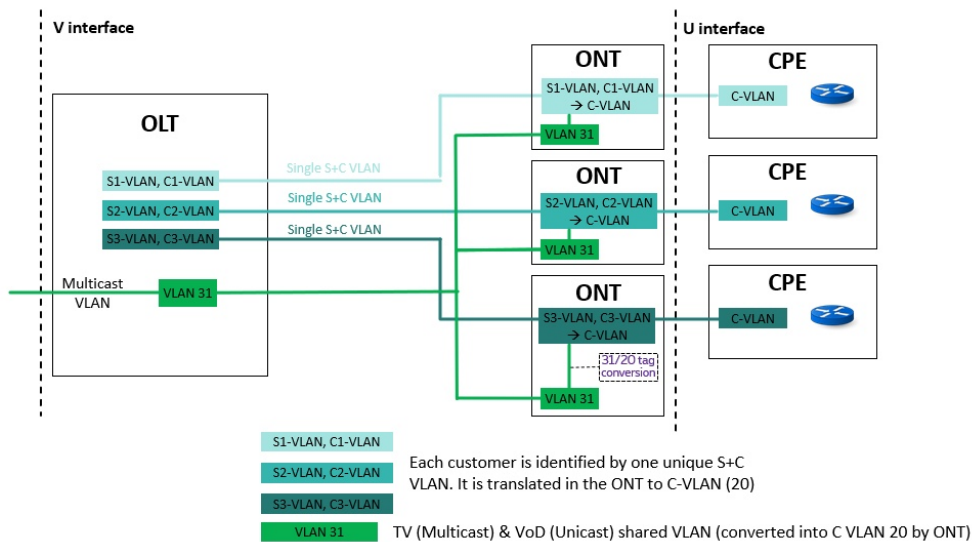 V interface
U interface
OLT
S1-VLAN, C1-VLAN
S2-VLAN, C2-VLAN
S3-VLAN, C3-VLAN
Multicast
VLAN
VLAN 31
Single S+C VLAN
Single S+C VLAN
Single S+C VLAN
ONT
S1-VLAN, C1-VLAN
→ C-VLAN
VLAN 31
CPE
C-VLAN
ONT
S2-VLAN, C2-VLAN
→ C-VLAN
VLAN 31
CPE
C-VLAN
ONT
S3-VLAN, C3-VLAN
→ C-VLAN
31/20 tag
conversion
VLAN 31
CPE
C-VLAN
S1-VLAN, C1-VLAN
S2-VLAN, C2-VLAN
S3-VLAN, C3-VLAN
Each customer is identified by one unique S+C
VLAN. It is translated in the ONT to C-VLAN (20)
VLAN 31
TV (Multicast) & VoD (Unicast) shared VLAN (converted into C VLAN 20 by ONT)